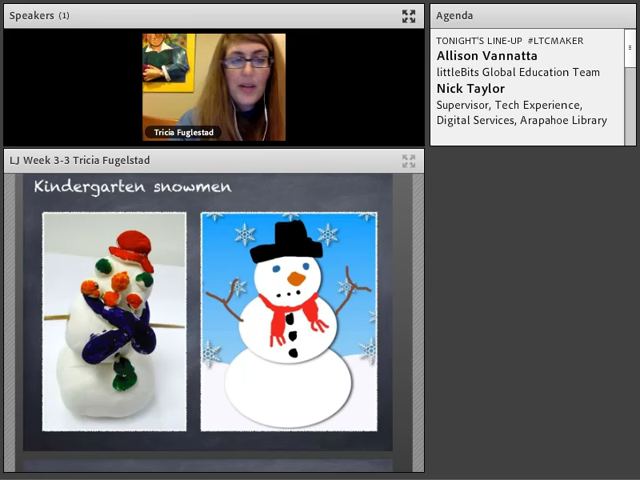 Speakers (1)
Tricia Fuglestad
Agenda
TONIGHT'S LINE-UP #LTCMAKER
Allison Vannatta
littleBits Global Education Team
Nick Taylor
Supervisor, Tech Experience,
Digital Services, Arapahoe Library
LJ Week 3-3 Tricia Fugelstad
Kindergarten snowmen